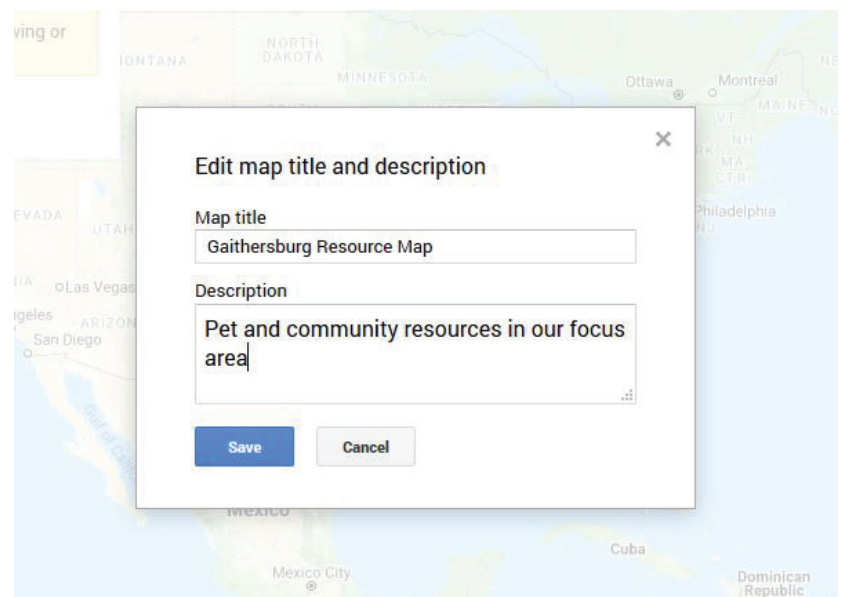 ving or
NORTH
DAKOTA
MONTANA
MINNESOTA
Ottawa
Montreal
MAINE
VT
NH
MA
CT RI
Philadelphia
NJ
EVADA
UTAH
Las Vegas
geles
ARIZON
San Diego
Edit map title and description
Map title
Gaithersburg Resource Map
Description
Pet and community resources in our focus
area
Save
Cancel
Mexico
Mexico City
Cuba
Dominican
Republic